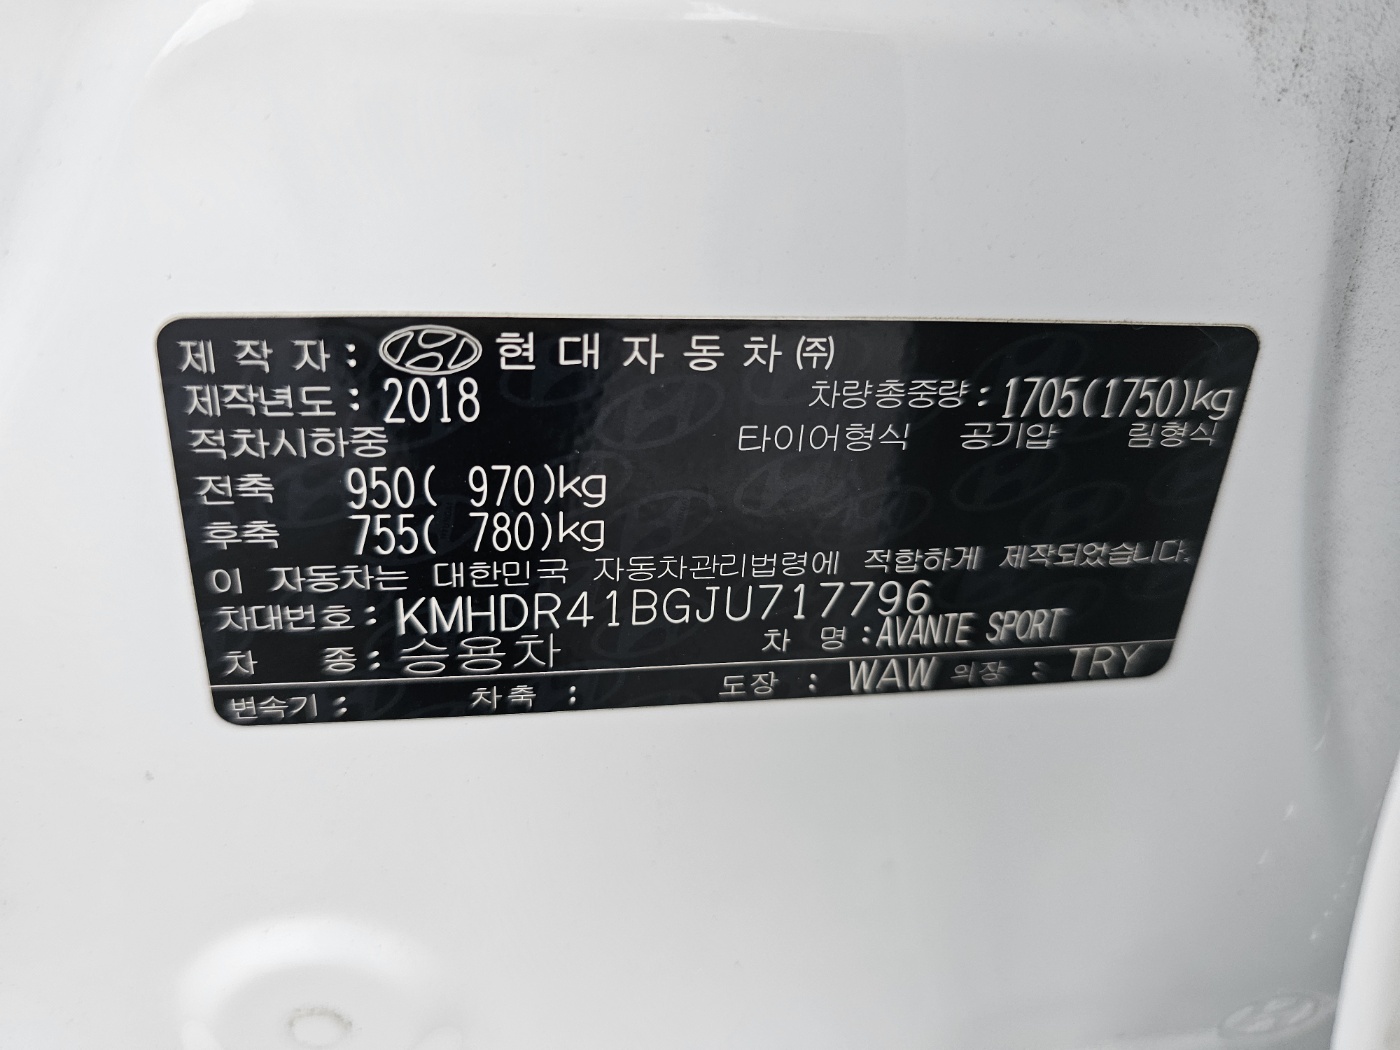 제 작 자 : 현 대 자 동 차 ㈜
제작년도 : 2018 차량총중량 : 1705(1750)kg
적차시하중 타이어형식 공기압 림형식
전축 950( 970)kg
후축 755( 780)kg
이 자동차는 대한민국 자동차관리법령에 적합하게 제작되었습니다.
차대번호 : KMHDR41BGJU717796
차 종 : 승용차 차 명 : AVANTE SPORT
변속기 : 차축 : 도장 : WAW 의장 : TRY